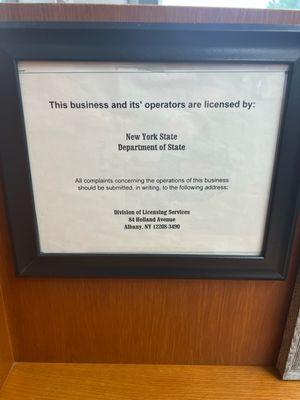 This business and its' operators are licensed by:
New York State
Department of State
All complaints concerning the operations of this business
should be submitted, in writing, to the following address:
Division of Licensing Services
84 Holland Avenue
Albany, NY 12208-3490